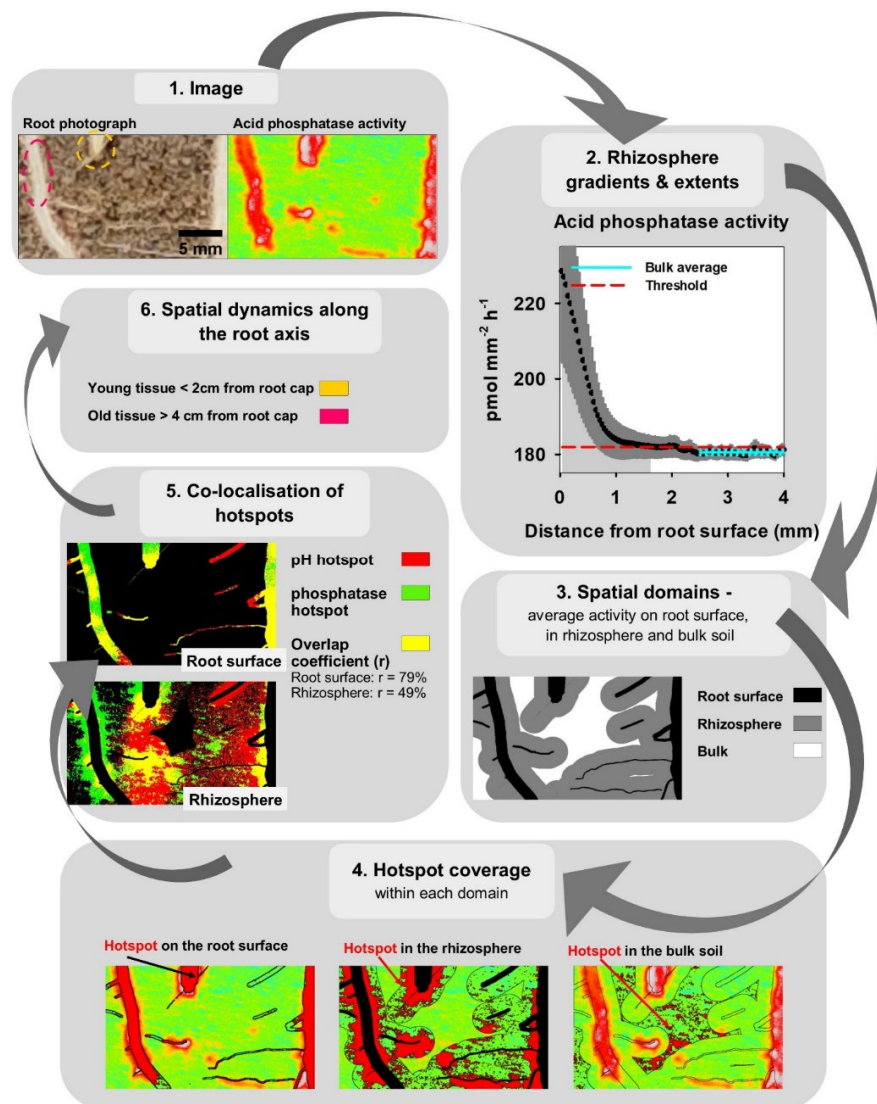 1. Image
Root photograph
Acid phosphatase activity
5 mm
2. Rhizosphere
gradients & extents
Acid phosphatase activity
Bulk average
Threshold
220
200
180
pmol mm⁻² h⁻¹
0 1 2 3 4
Distance from root surface (mm)
3. Spatial domains -
average activity on root surface,
in rhizosphere and bulk soil
Root surface
Rhizosphere
Bulk
4. Hotspot coverage
within each domain
Hotspot on the root surface
Hotspot in the rhizosphere
Hotspot in the bulk soil
5. Co-localisation of
hotspots
pH hotspot
phosphatase
hotspot
Overlap
coefficient (r)
Root surface: r = 79%
Rhizosphere: r = 49%
Root surface
Rhizosphere
6. Spatial dynamics along
the root axis
Young tissue < 2cm from root cap
Old tissue > 4 cm from root cap